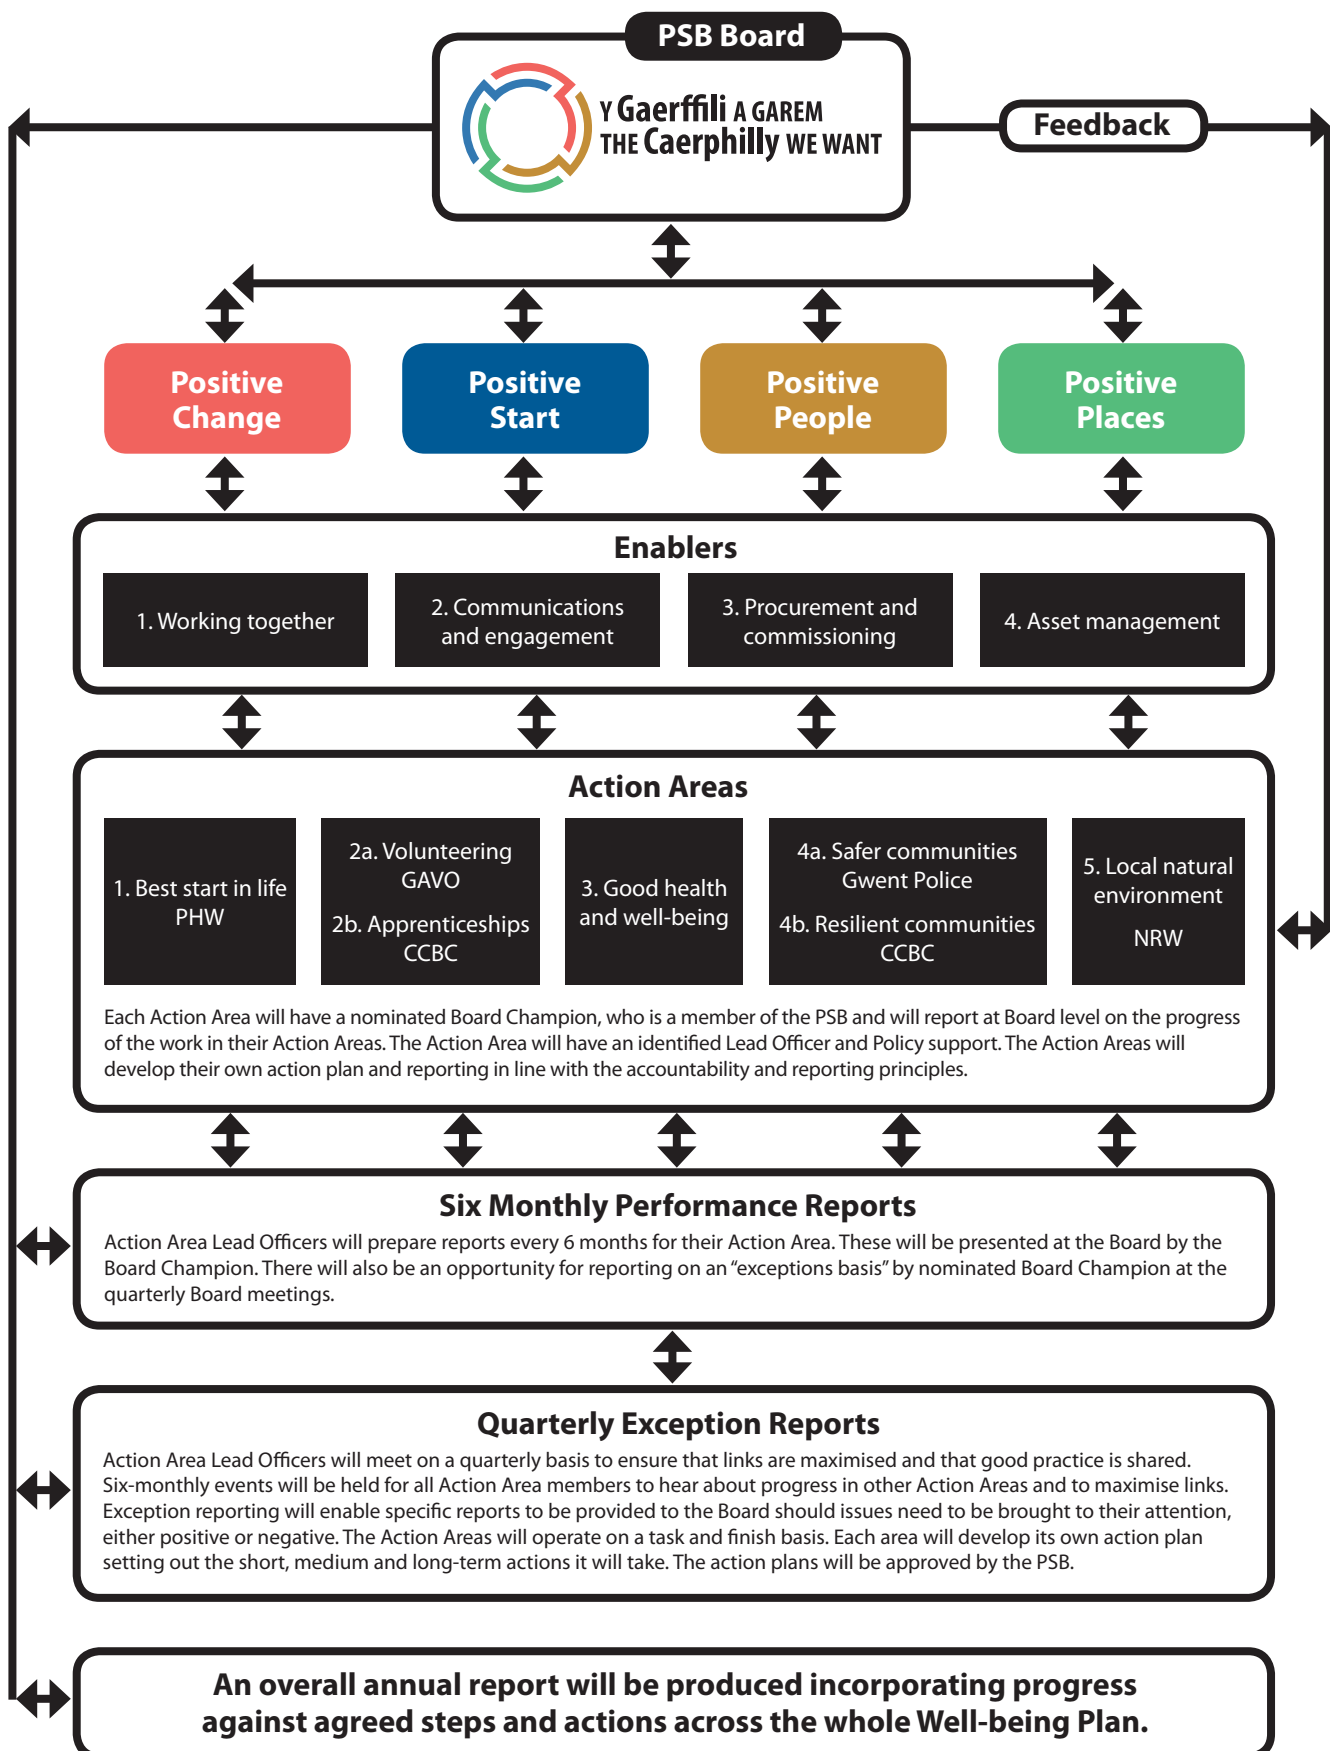 PSB Board
Y Gaerffili A GAREM
THE Caerphilly WE WANT
Feedback
Positive
Change
Positive
Start
Positive
People
Positive
Places
Enablers
1. Working together
2. Communications
and engagement
3. Procurement and
commissioning
4. Asset management
Action Areas
1. Best start in life
PHW
2a. Volunteering
GAVO
2b. Apprenticeships
CCBC
3. Good health
and well-being
4a. Safer communities
Gwent Police
4b. Resilient communities
CCBC
5. Local natural
environment
NRW
Each Action Area will have a nominated Board Champion, who is a member of the PSB and will report at Board level on the progress
of the work in their Action Areas. The Action Area will have an identified Lead Officer and Policy support. The Action Areas will
develop their own action plan and reporting in line with the accountability and reporting principles.
Six Monthly Performance Reports
Action Area Lead Officers will prepare reports every 6 months for their Action Area. These will be presented at the Board by the
Board Champion. There will also be an opportunity for reporting on an “exceptions basis” by nominated Board Champion at the
quarterly Board meetings.
Quarterly Exception Reports
Action Area Lead Officers will meet on a quarterly basis to ensure that links are maximised and that good practice is shared.
Six-monthly events will be held for all Action Area members to hear about progress in other Action Areas and to maximise links.
Exception reporting will enable specific reports to be provided to the Board should issues need to be brought to their attention,
either positive or negative. The Action Areas will operate on a task and finish basis. Each area will develop its own action plan
setting out the short, medium and long-term actions it will take. The action plans will be approved by the PSB.
An overall annual report will be produced incorporating progress
against agreed steps and actions across the whole Well-being Plan.